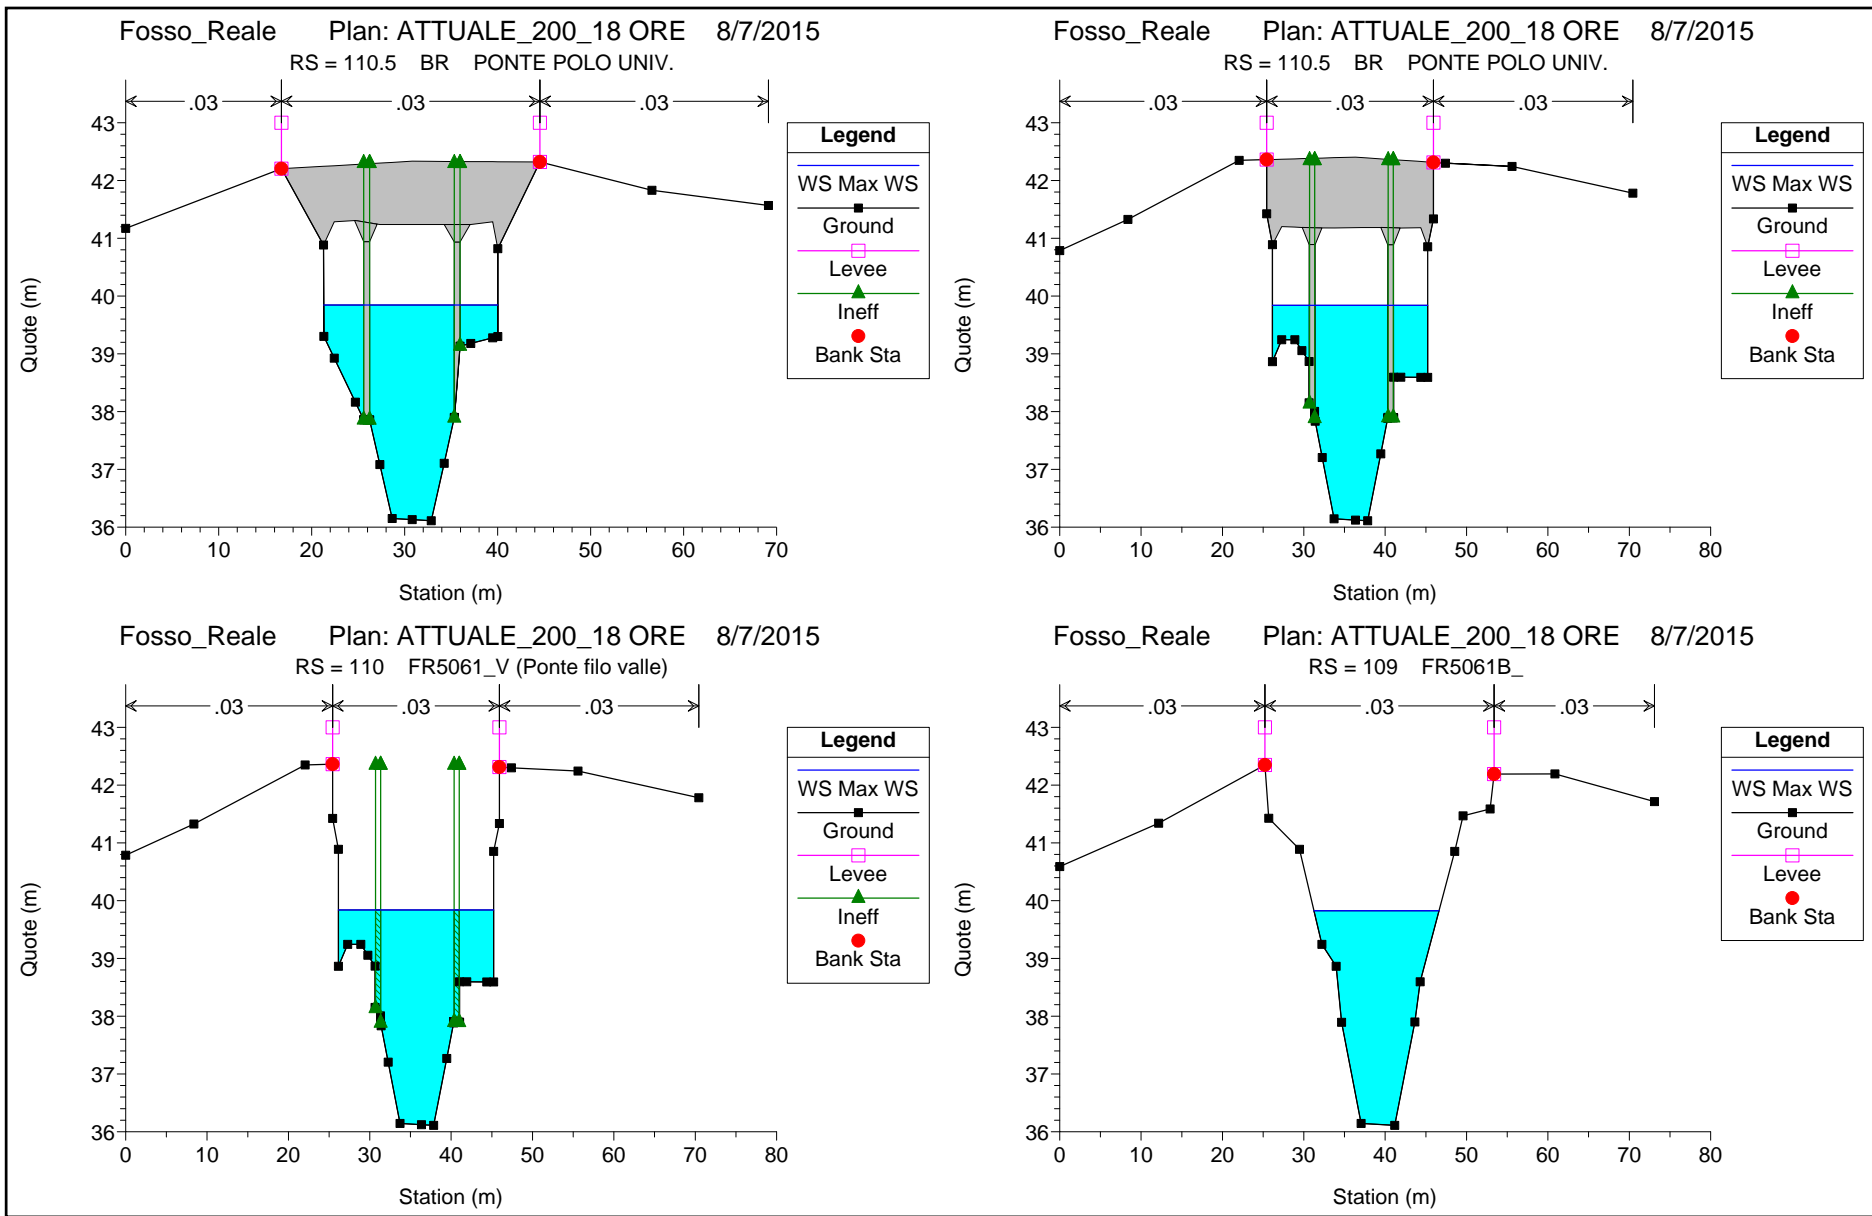 Fosso_Reale Plan: ATTUALE_200_18 ORE 8/7/2015
RS = 110.5 BR PONTE POLO UNIV.
.03 .03 .03
43
42
41
40
39
38
37
36
Quote (m)
0 10 20 30 40 50 60 70
Station (m)
Legend
WS Max WS
Ground
Levee
Ineff
Bank Sta
Fosso_Reale Plan: ATTUALE_200_18 ORE 8/7/2015
RS = 110.5 BR PONTE POLO UNIV.
.03 .03 .03
43
42
41
40
39
38
37
36
Quote (m)
0 10 20 30 40 50 60 70 80
Station (m)
Legend
WS Max WS
Ground
Levee
Ineff
Bank Sta
Fosso_Reale Plan: ATTUALE_200_18 ORE 8/7/2015
RS = 110 FR5061_V (Ponte filo valle)
.03 .03 .03
43
42
41
40
39
38
37
36
Quote (m)
0 10 20 30 40 50 60 70 80
Station (m)
Legend
WS Max WS
Ground
Levee
Ineff
Bank Sta
Fosso_Reale Plan: ATTUALE_200_18 ORE 8/7/2015
RS = 109 FR5061B_
.03 .03 .03
43
42
41
40
39
38
37
36
Quote (m)
0 10 20 30 40 50 60 70 80
Station (m)
Legend
WS Max WS
Ground
Levee
Bank Sta